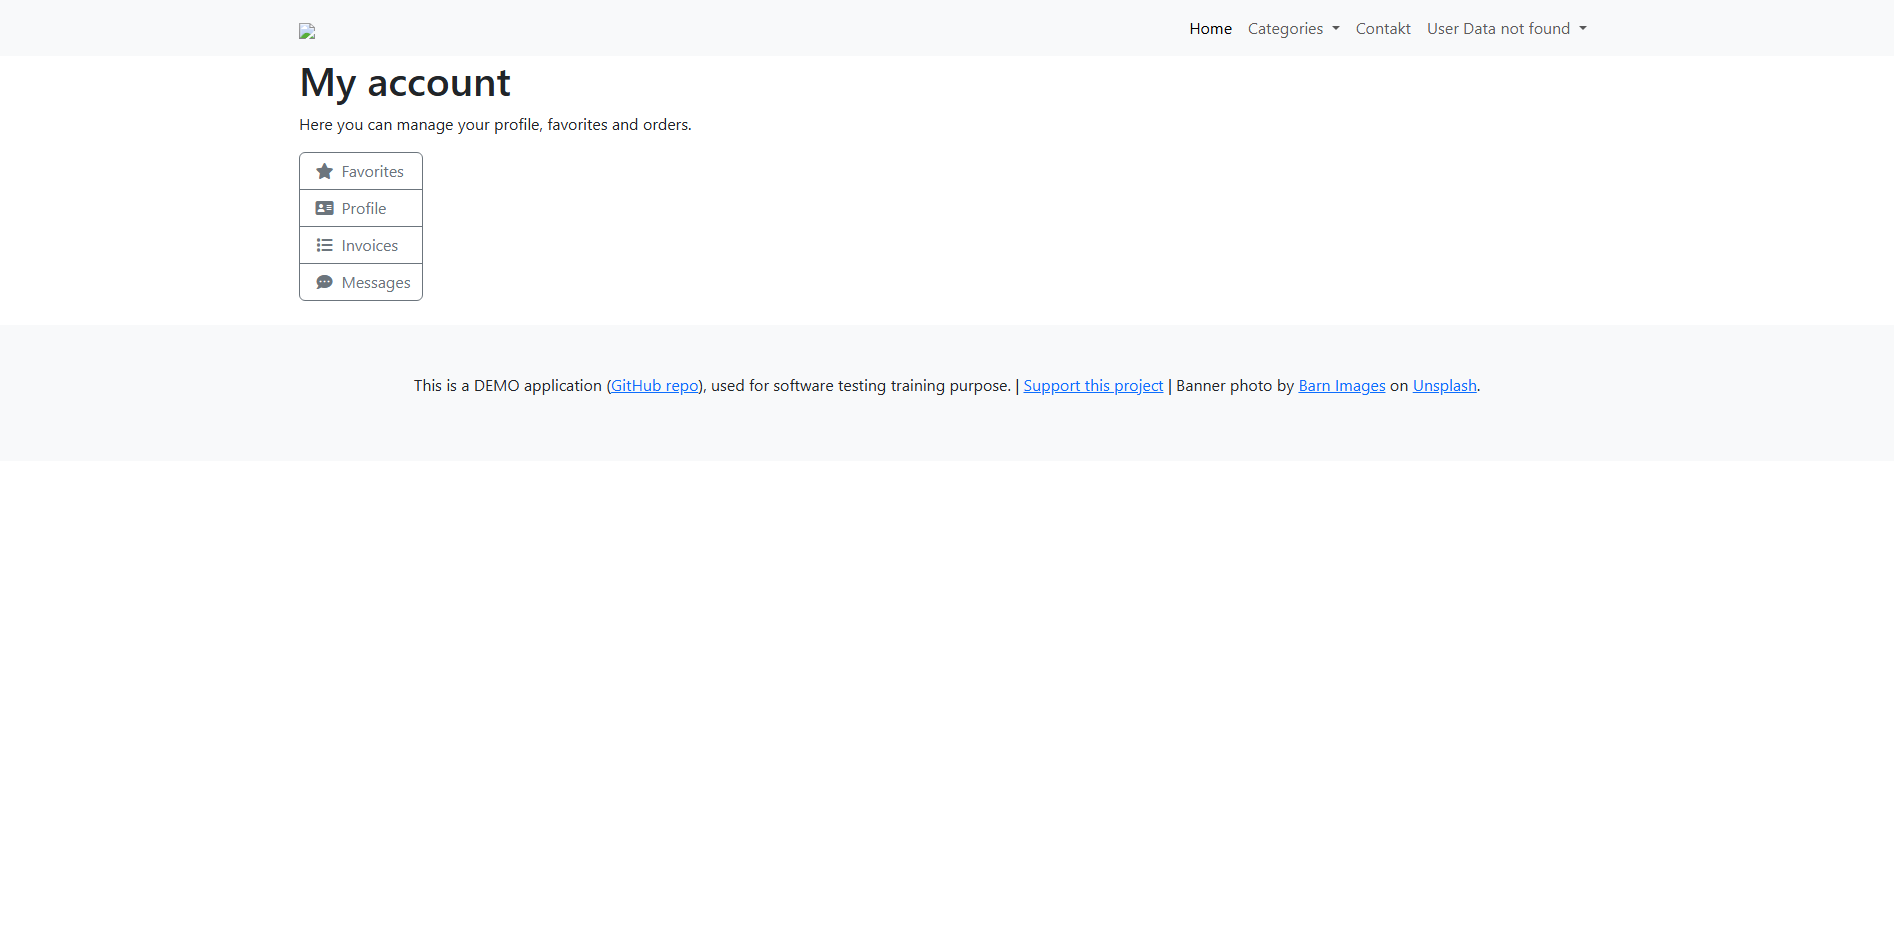 Home Categories Contakt User Data not found
My account
Here you can manage your profile, favorites and orders.
Favorites
Profile
Invoices
Messages
This is a DEMO application (GitHub repo), used for software testing training purpose. | Support this project | Banner photo by Barn Images on Unsplash.